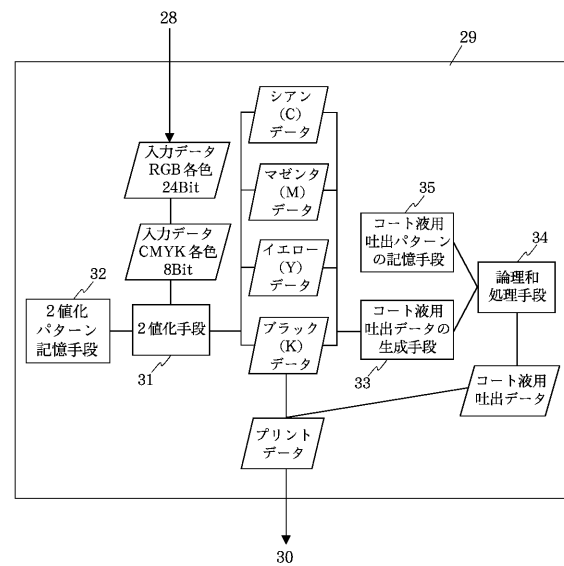 28
29
シアン
(C)
データ
入力データ
RGB各色
24Bit
マゼンタ
(M)
データ
35
コート液用
吐出パターン
の記憶手段
34
入力データ
CMYK各色
8Bit
イエロー
(Y)
データ
論理和
処理手段
32
2値化
パターン
記憶手段
2値化手段
31
ブラック
(K)
データ
コート液用
吐出データの
生成手段
33
コート液用
吐出データ
プリント
データ
30